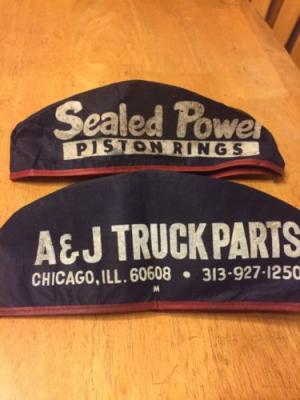 Sealed Power
PISTON RINGS
A & J TRUCK PARTS
CHICAGO, ILL. 60608 • 313-927-1250
M